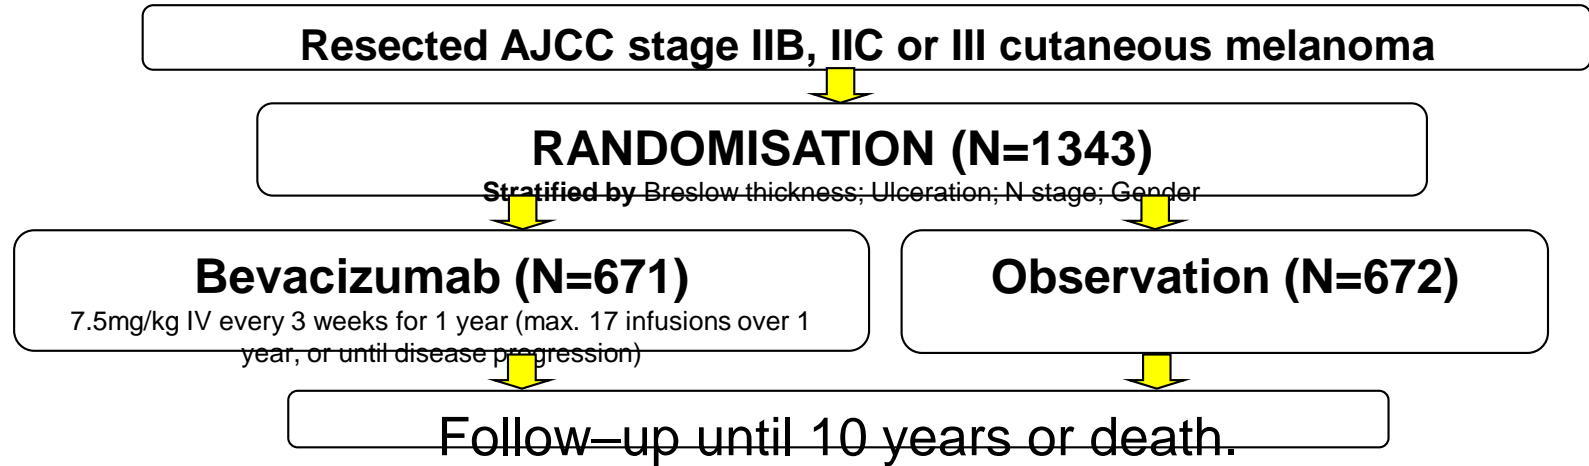 Resected AJCC stage IIB, IIC or III cutaneous melanoma
RANDOMISATION (N=1343)
Stratified by Breslow thickness; Ulceration; N stage; Gender
Bevacizumab (N=671)
7.5mg/kg IV every 3 weeks for 1 year (max. 17 infusions over 1
year, or until disease progression)
Observation (N=672)
Follow–up until 10 years or death.